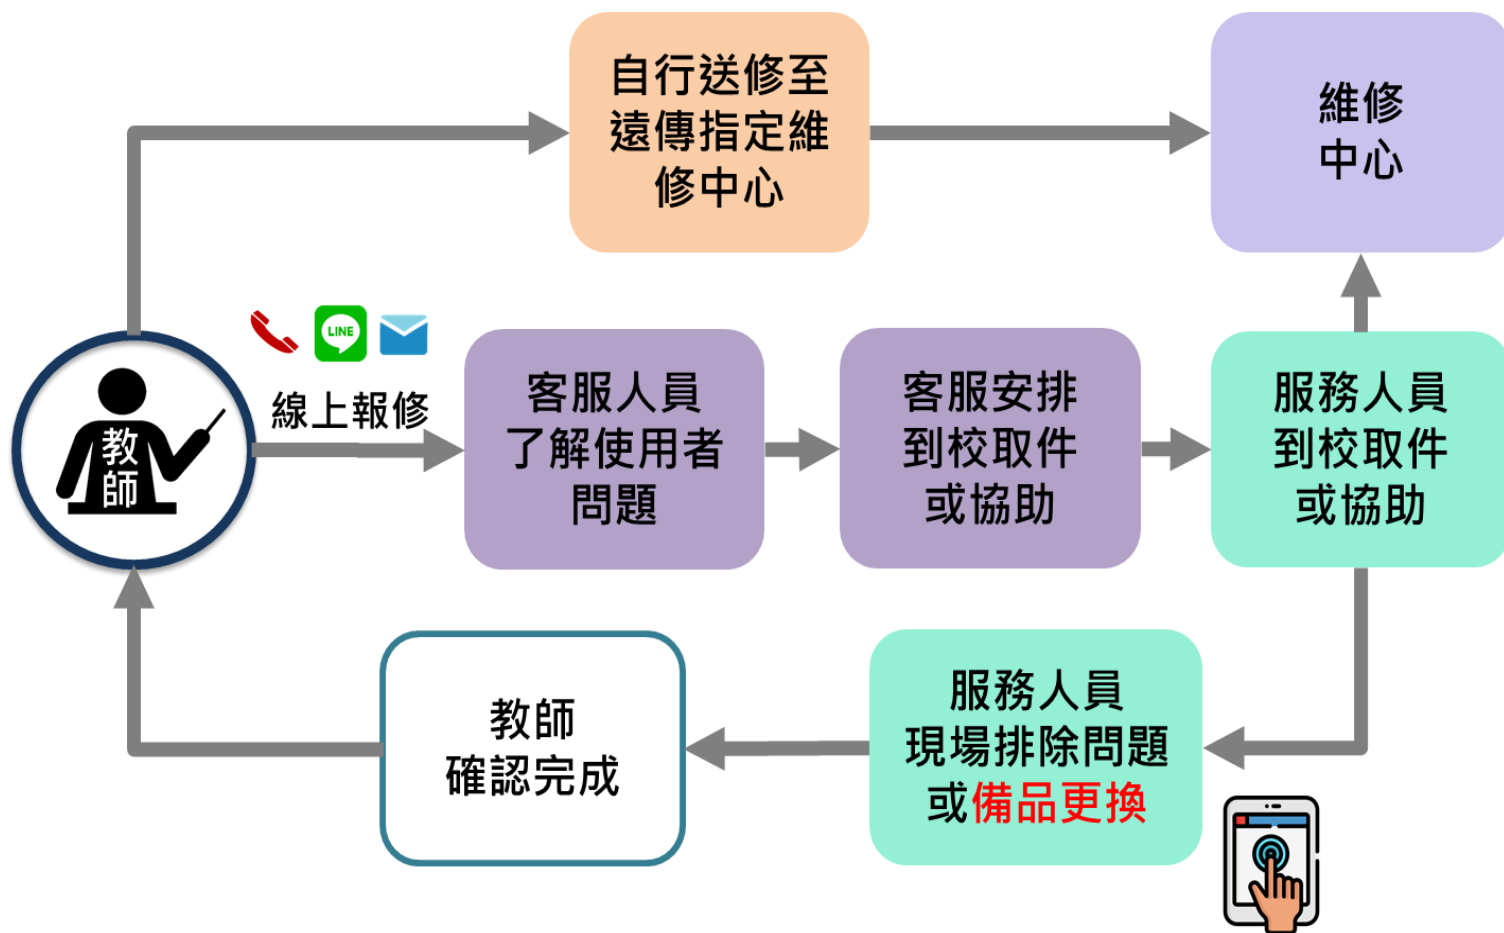 自行送修至
遠傳指定維
修中心
維修
中心
LINE
線上報修
教
師
客服人員
了解使用者
問題
客服安排
到校取件
或協助
服務人員
到校取件
或協助
服務人員
現場排除問題
或備品更換
教師
確認完成